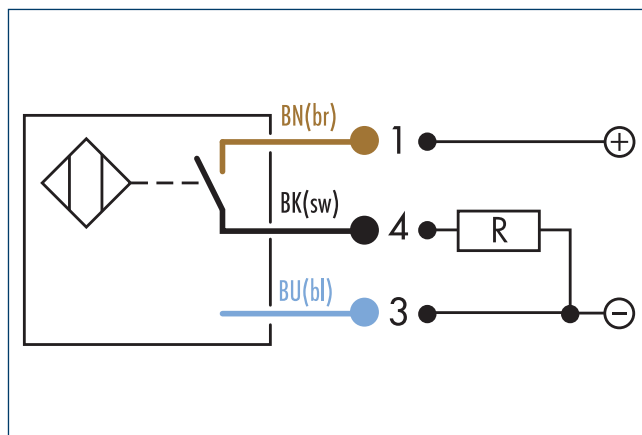 BN(br) 1 +
BK(sw) 4 R
BU(bl) 3 −